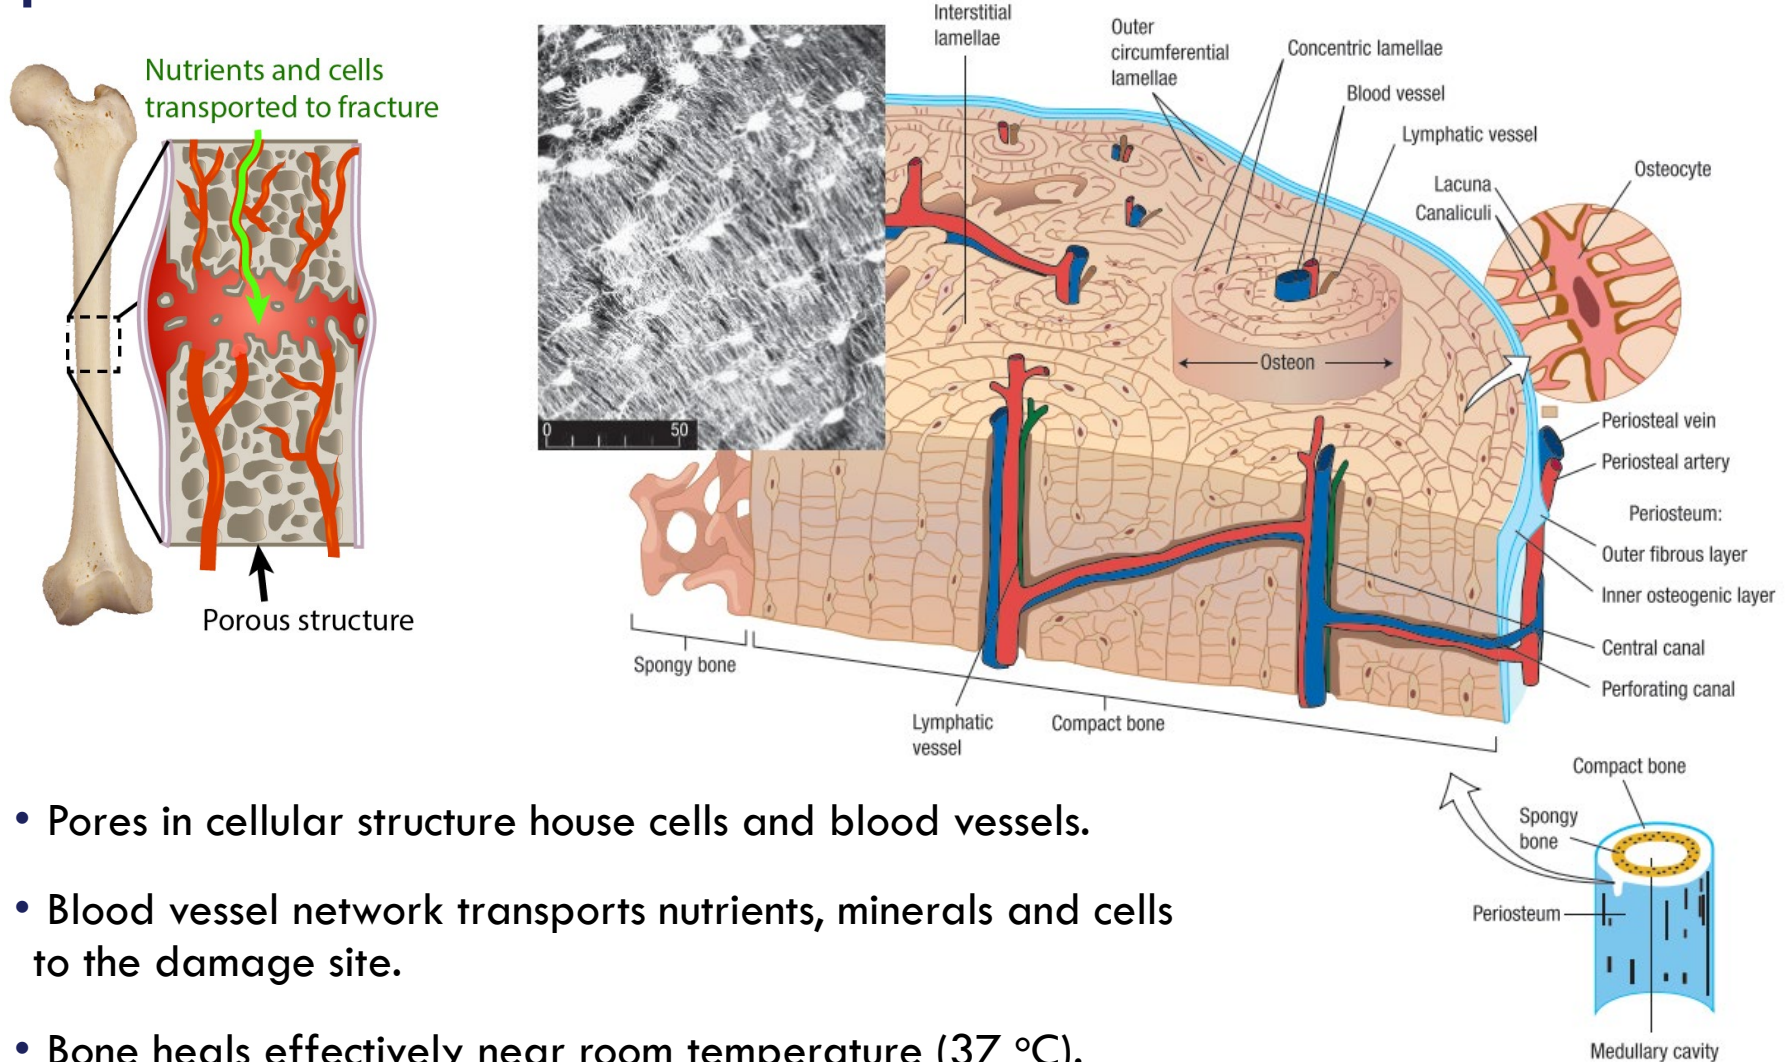 Nutrients and cells
transported to fracture
Porous structure
0
50
Interstitial
lamellae
Outer
circumferential
lamellae
Concentric lamellae
Blood vessel
Lymphatic vessel
Lacuna
Canaliculi
Osteocyte
Osteon
Periosteal vein
Periosteal artery
Periosteum:
Outer fibrous layer
Inner osteogenic layer
Central canal
Perforating canal
Spongy bone
Lymphatic
vessel
Compact bone
Compact bone
Spongy
bone
Periosteum
Medullary cavity
• Pores in cellular structure house cells and blood vessels.
• Blood vessel network transports nutrients, minerals and cells
to the damage site.
• Bone heals effectively near room temperature (37 °C).